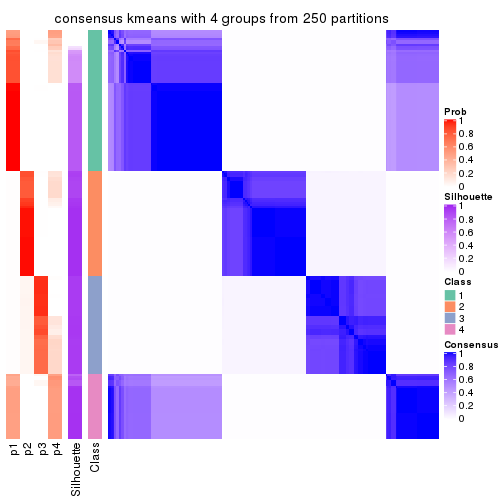 consensus kmeans with 4 groups from 250 partitions
Prob
1
0.8
0.6
0.4
0.2
0
Silhouette
1
0.8
0.6
0.4
0.2
0
Class
1
2
3
4
Consensus
1
0.8
0.6
0.4
0.2
0
p1
p2
p3
p4
Silhouette
Class